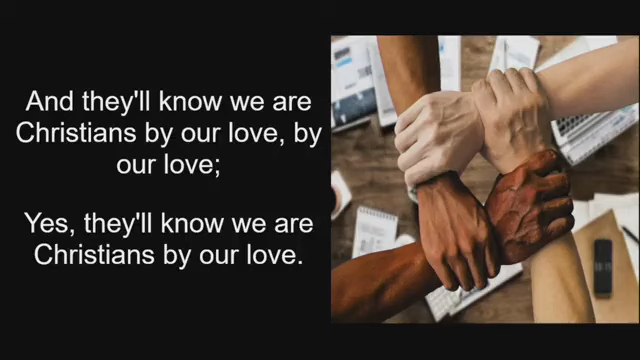 And they'll know we are
Christians by our love, by
our love;
Yes, they'll know we are
Christians by our love.